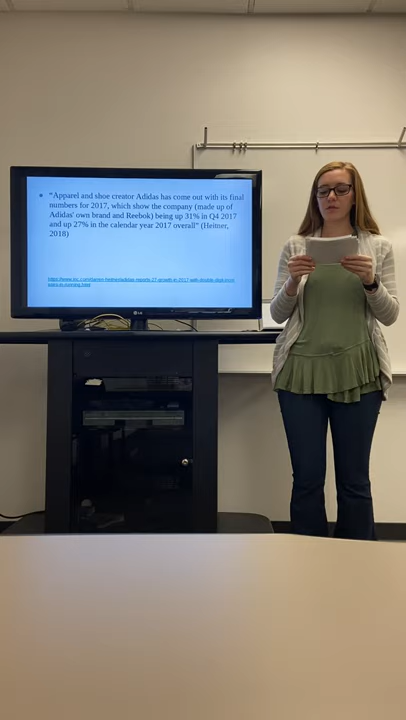 “Apparel and shoe creator Adidas has come out with its final
numbers for 2017, which show the company (made up of
Adidas' own brand and Reebok) being up 31% in Q4 2017
and up 27% in the calendar year 2017 overall” (Heitner,
2018)
LG